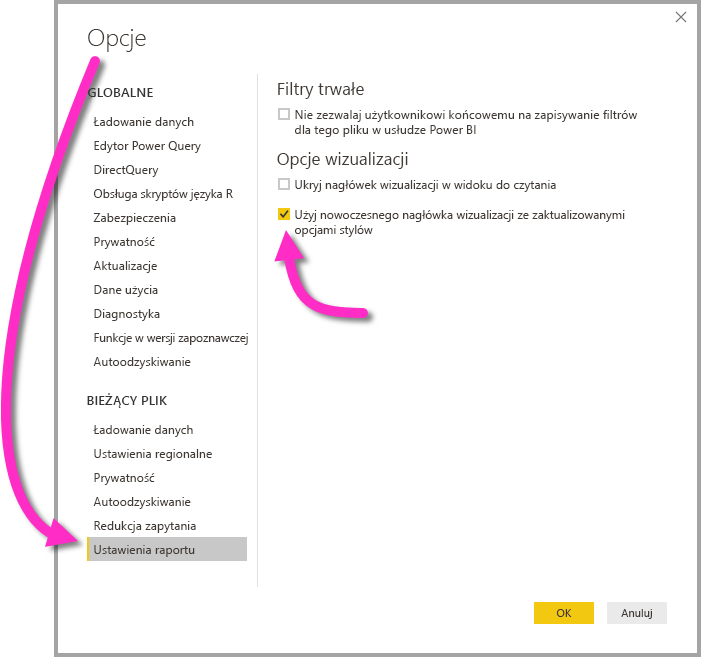 Opcje
GLOBALNE
Ładowanie danych
Edytor Power Query
DirectQuery
Obsługa skryptów języka R
Zabezpieczenia
Prywatność
Aktualizacje
Dane użycia
Diagnostyka
Funkcje w wersji zapoznawczej
Autoodzyskiwanie
BIEŻĄCY PLIK
Ładowanie danych
Ustawienia regionalne
Prywatność
Autoodzyskiwanie
Redukcja zapytania
Ustawienia raportu
Filtry trwałe
Nie zezwalaj użytkownikowi końcowemu na zapisywanie filtrów
dla tego pliku w usłudze Power BI
Opcje wizualizacji
Ukryj nagłówek wizualizacji w widoku do czytania
Użyj nowoczesnego nagłówka wizualizacji ze zaktualizowanymi
opcjami stylów
OK
Anuluj